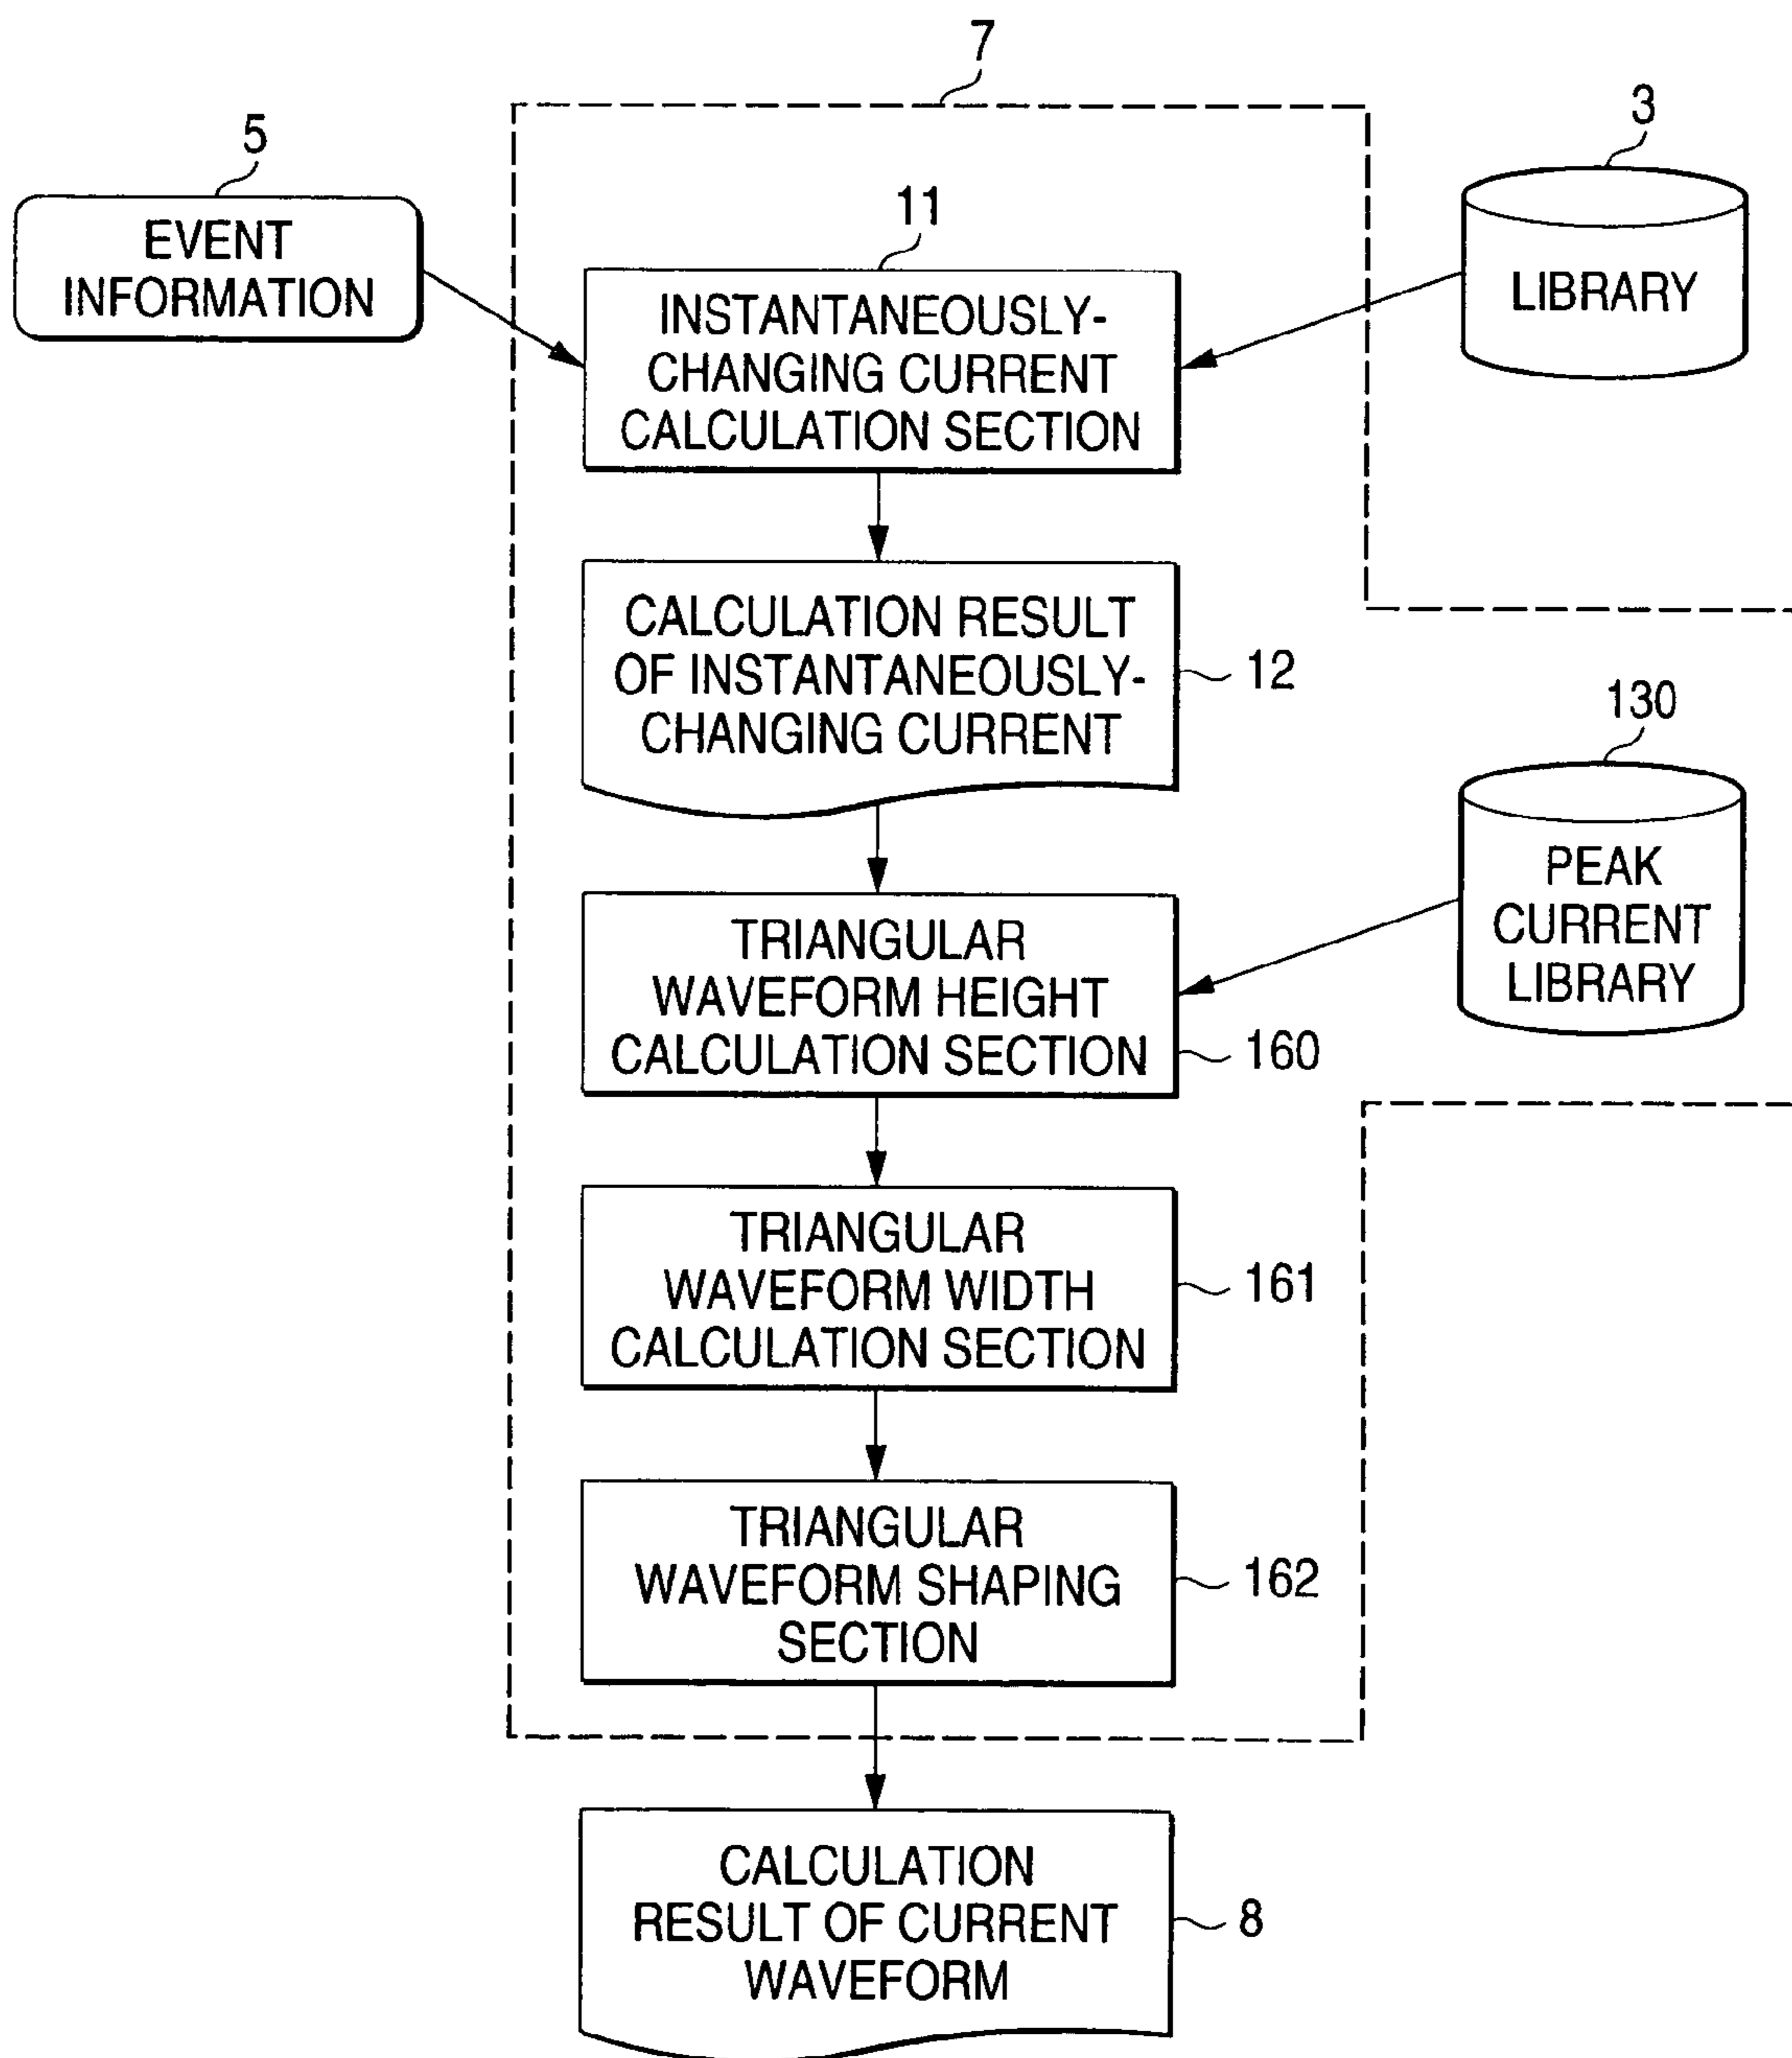 7
5
EVENT
INFORMATION
3
LIBRARY
11
INSTANTANEOUSLY-
CHANGING CURRENT
CALCULATION SECTION
CALCULATION RESULT
OF INSTANTANEOUSLY-
CHANGING CURRENT
12
130
PEAK
CURRENT
LIBRARY
TRIANGULAR
WAVEFORM HEIGHT
CALCULATION SECTION
160
TRIANGULAR
WAVEFORM WIDTH
CALCULATION SECTION
161
TRIANGULAR
WAVEFORM SHAPING
SECTION
162
CALCULATION
RESULT OF CURRENT
WAVEFORM
8